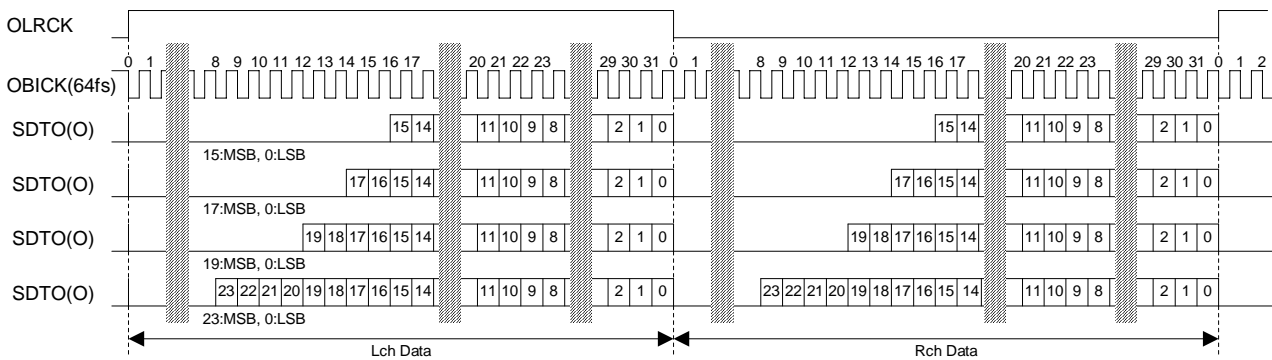 OLRCK
0 1 8 9 10 11 12 13 14 15 16 17 20 21 22 23 29 30 31 0 1 8 9 10 11 12 13 14 15 16 17 20 21 22 23 29 30 31 0 1 2
OBICK(64fs)
SDTO(O) 15 14 11 10 9 8 2 1 0 15 14 11 10 9 8 2 1 0
15:MSB, 0:LSB
SDTO(O) 17 16 15 14 11 10 9 8 2 1 0 17 16 15 14 11 10 9 8 2 1 0
17:MSB, 0:LSB
SDTO(O) 19 18 17 16 15 14 11 10 9 8 2 1 0 19 18 17 16 15 14 11 10 9 8 2 1 0
19:MSB, 0:LSB
SDTO(O) 23 22 21 20 19 18 17 16 15 14 11 10 9 8 2 1 0 23 22 21 20 19 18 17 16 15 14 11 10 9 8 2 1 0
23:MSB, 0:LSB
Lch Data Rch Data